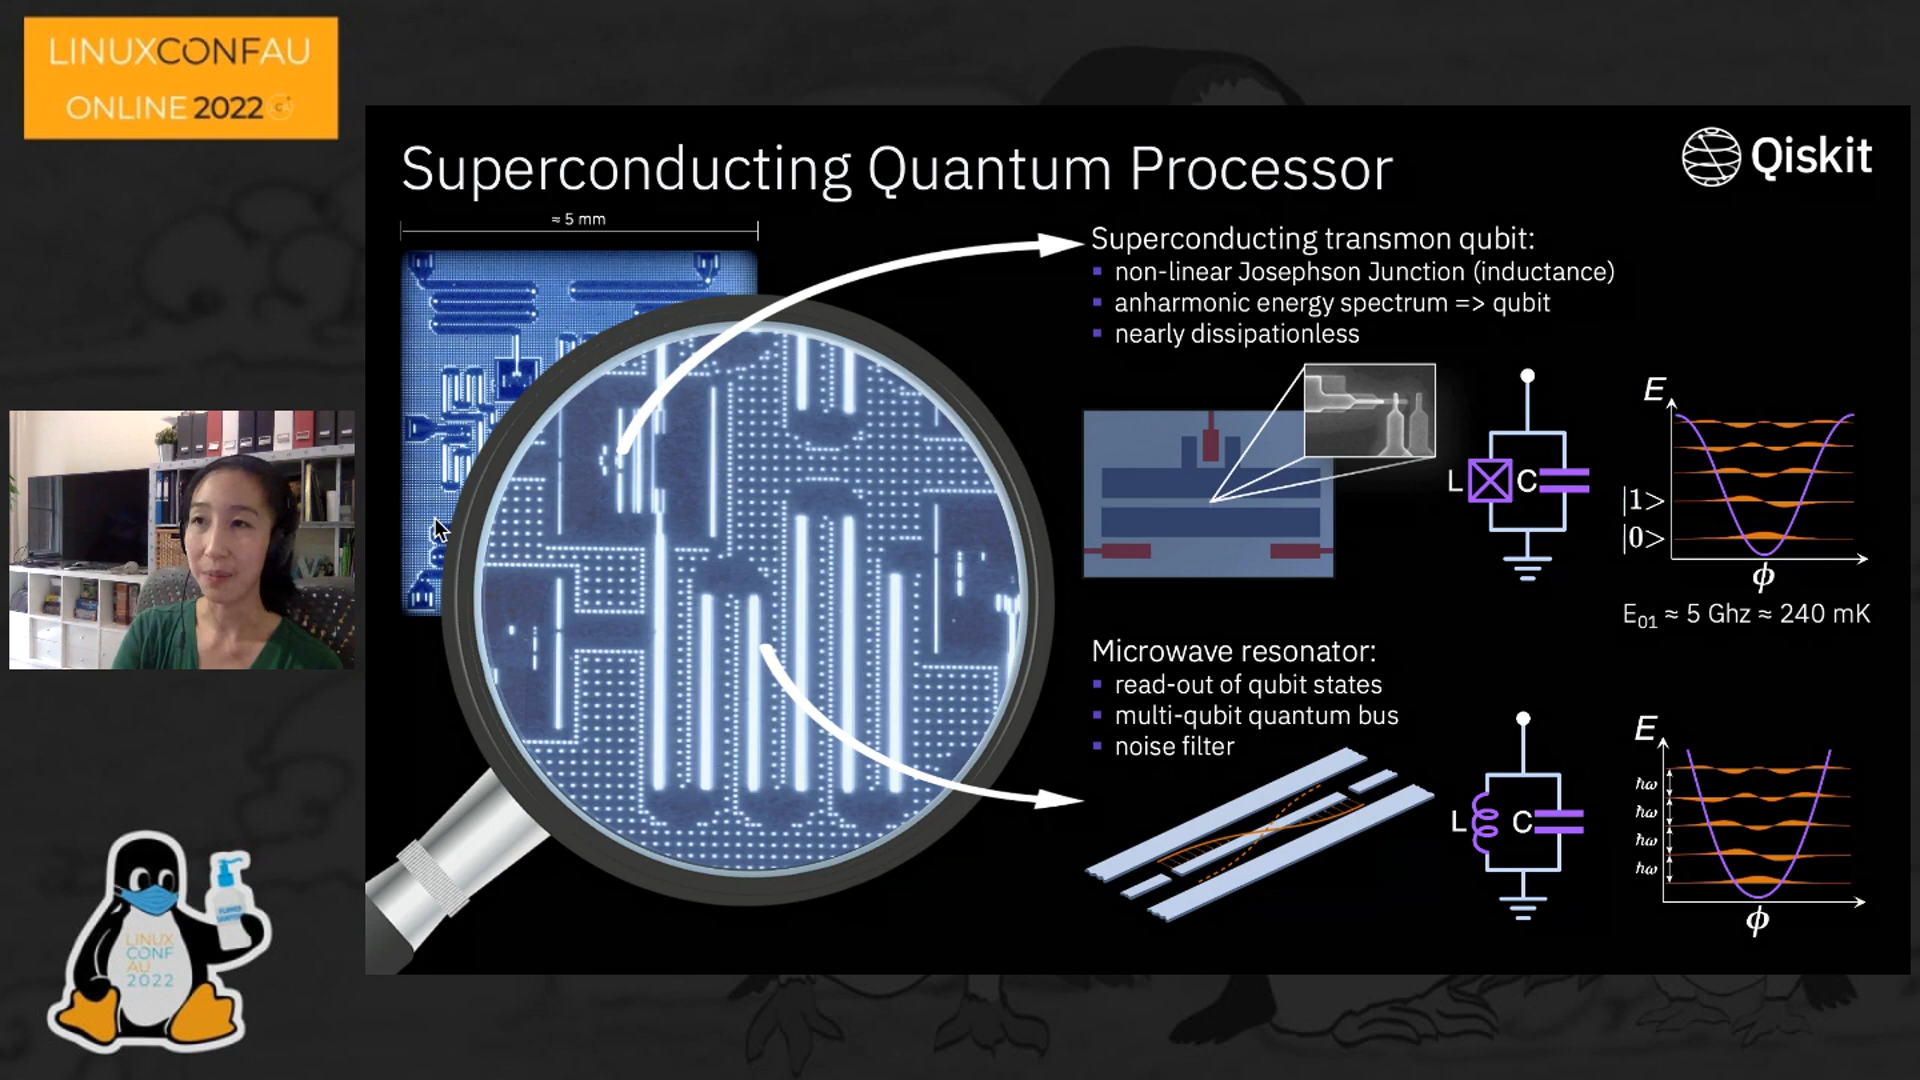 LINUXCONFAU
ONLINE 2022
Superconducting Quantum Processor
Qiskit
≈ 5 mm
Superconducting transmon qubit:
▪ non-linear Josephson Junction (inductance)
▪ anharmonic energy spectrum => qubit
▪ nearly dissipationless
L
C
E
|1>
|0>
ϕ
E₀₁ ≈ 5 Ghz ≈ 240 mK
Microwave resonator:
▪ read-out of qubit states
▪ multi-qubit quantum bus
▪ noise filter
L
C
E
ħω
ħω
ħω
ħω
ϕ
LINUX
CONF
AU
2022